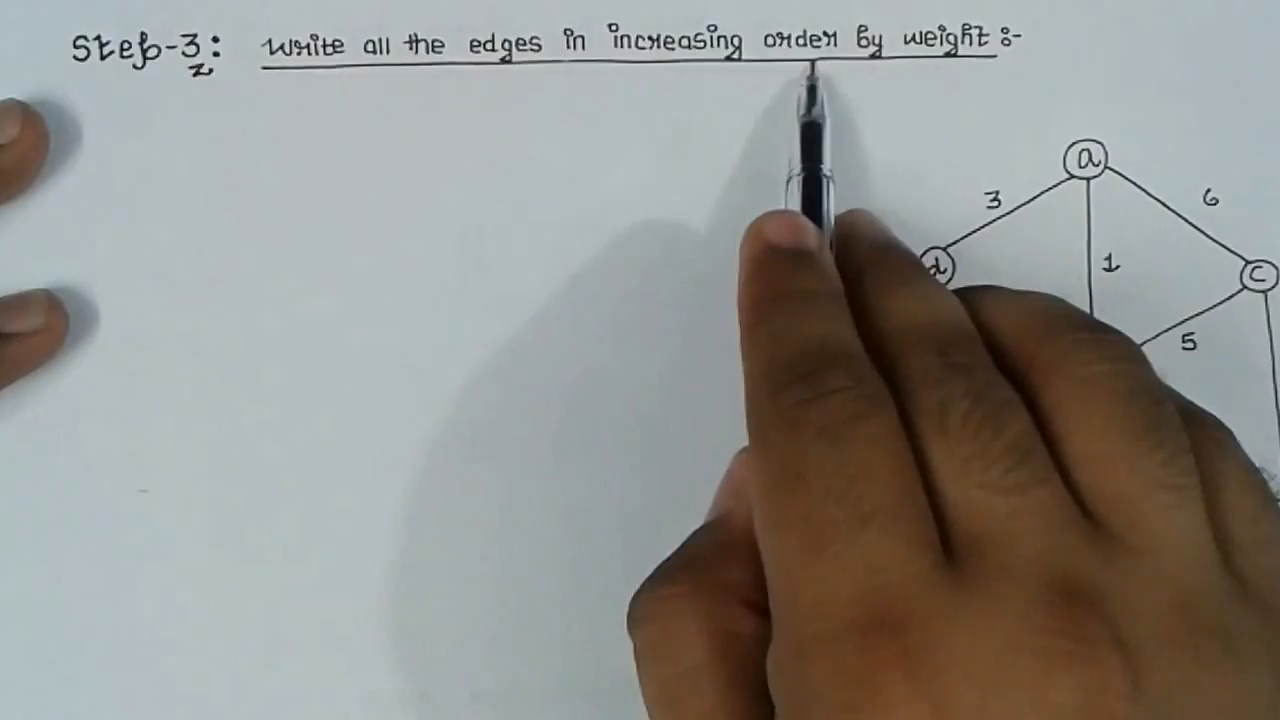 Step-3: Write all the edges in increasing order by weight :-
a
3
6
d
1
c
5